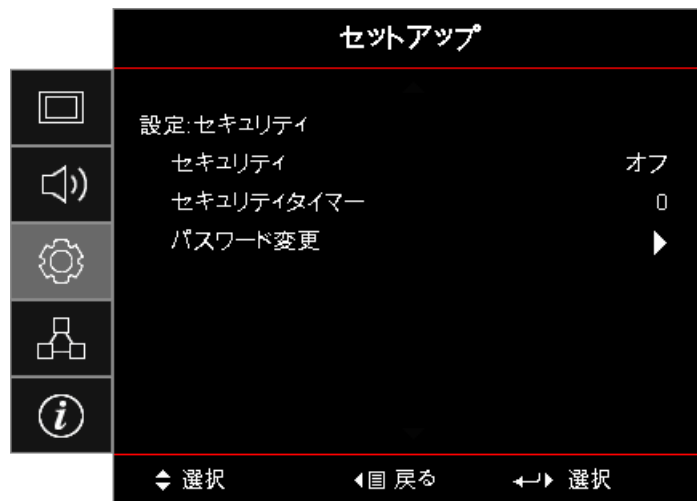 セットアップ
設定:セキュリティ
セキュリティ オフ
セキュリティタイマー 0
パスワード変更
選択 戻る 選択